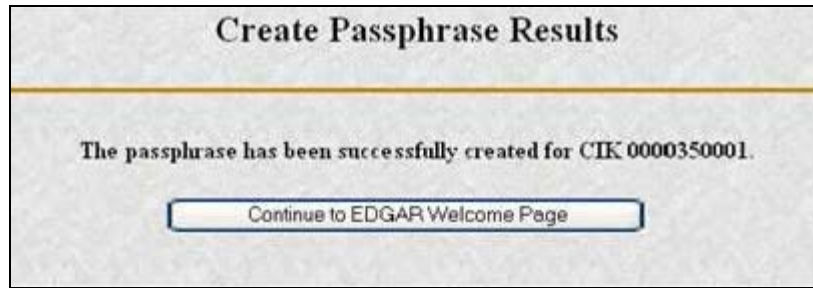 Create Passphrase Results
The passphrase has been successfully created for CIK 0000350001.
Continue to EDGAR Welcome Page